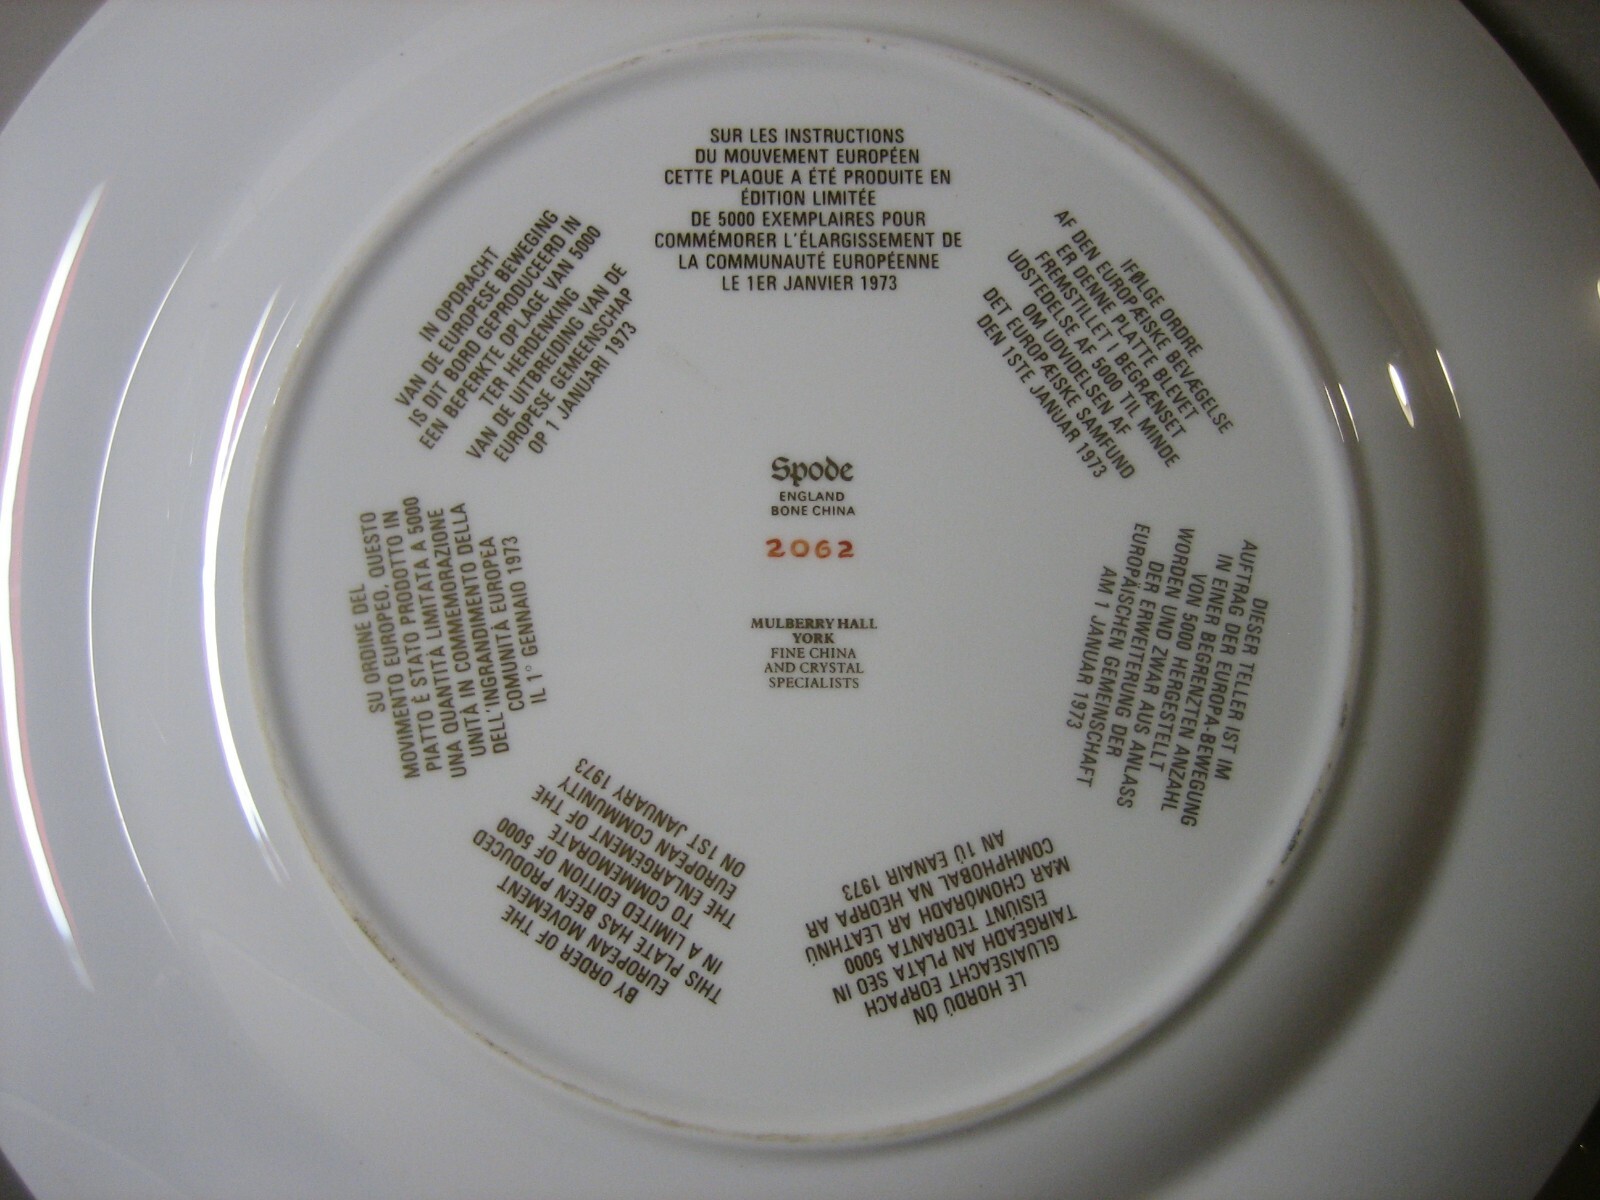 SUR LES INSTRUCTIONS
DU MOUVEMENT EUROPÉEN
CETTE PLAQUE A ÉTÉ PRODUITE EN
ÉDITION LIMITÉE
DE 5000 EXEMPLAIRES POUR
COMMÉMORER L'ÉLARGISSEMENT DE
LA COMMUNAUTÉ EUROPÉENNE
LE 1ER JANVIER 1973
IFØLGE ORDRE
AF DEN EUROPÆISKE BEVÆGELSE
ER DENNE PLATTE BLEVET
FREMSTILLET I BEGRÆNSET
UDSTEDELSE AF 5000 TIL MINDE
OM UDVIDELSEN AF
DET EUROPÆISKE SAMFUND
DEN 1STE JANUAR 1973
DIESER TELLER IST IM
AUFTRAG DER EUROPA-BEWEGUNG
IN EINER BEGRENZTEN ANZAHL
VON 5000 HERGESTELLT
WORDEN UND ZWAR AUS ANLASS
DER ERWEITERUNG DER
EUROPÄISCHEN GEMEINSCHAFT
AM 1 JANUAR 1973
LE HORDÚ ÓN
GLUAISEACHT EORPACH
TAIRGEADH AN PLÁTA SEO IN
EISIÚNT TEORANTA 5000
MAR CHOMÓRADH AR LEATHNÚ
COMHPHOBAL NA HEORPA AR
AN 1Ú EANÁIR 1973
BY ORDER OF THE
EUROPEAN MOVEMENT
THIS PLATE HAS BEEN PRODUCED
IN A LIMITED EDITION OF 5000
TO COMMEMORATE
THE ENLARGEMENT OF THE
EUROPEAN COMMUNITY
ON 1ST JANUARY 1973
SU ORDINE DEL
MOVIMENTO EUROPEO, QUESTO
PIATTO È STATO PRODOTTO IN
UNA QUANTITÀ LIMITATA A 5000
UNITÀ IN COMMEMORAZIONE
DELL'INGRANDIMENTO DELLA
COMUNITÀ EUROPEA
IL 1° GENNAIO 1973
IN OPDRACHT
VAN DE EUROPESE BEWEGING
IS DIT BORD GEPRODUCEERD IN
EEN BEPERKTE OPLAGE VAN 5000
TER HERDENKING
VAN DE UITBREIDING VAN DE
EUROPESE GEMEENSCHAP
OP 1 JANUARI 1973
Spode
ENGLAND
BONE CHINA
2062
MULBERRY HALL
YORK
FINE CHINA
AND CRYSTAL
SPECIALISTS